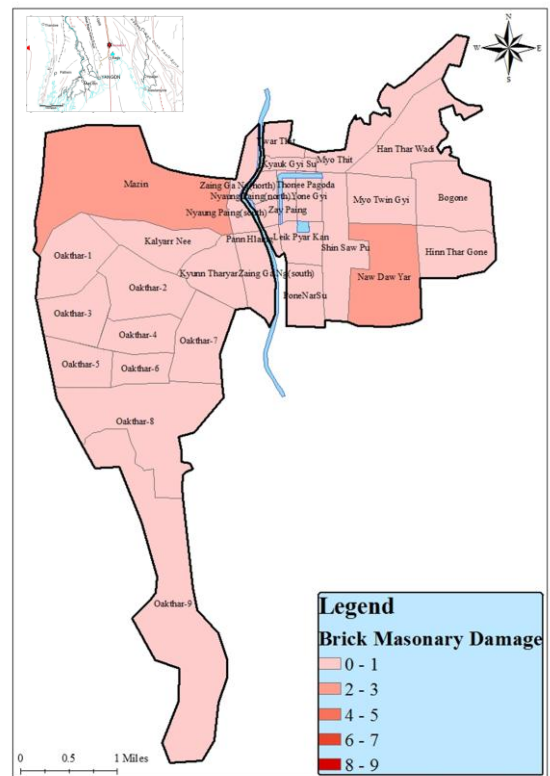 YANGON
N
W
E
S
Twar Thit
Han Thar Wadi
Kyauk Gyi Su
Myo Thit
Mazin
Zaing Ga Ng(north)
Thonee Pagoda
Nyaung Paing(north)
Yone Gyi
Myo Twin Gyi
Bogone
Nyaung Paing(south)
Zay Paing
Kalyarr Nee
PannHlaing
Leik Pyar Kan
Shin Saw Pu
Hinn Thar Gone
Oakthar-1
Kyunn Tharyar
Zaing Ga Ng(south)
Naw Daw Yar
Oakthar-2
PoneNarSu
Oakthar-3
Oakthar-4
Oakthar-7
Oakthar-5
Oakthar-6
Oakthar-8
Oakthar-9
Legend
Brick Masonary Damage
0 - 1
2 - 3
4 - 5
6 - 7
8 - 9
0 0.5 1 Miles